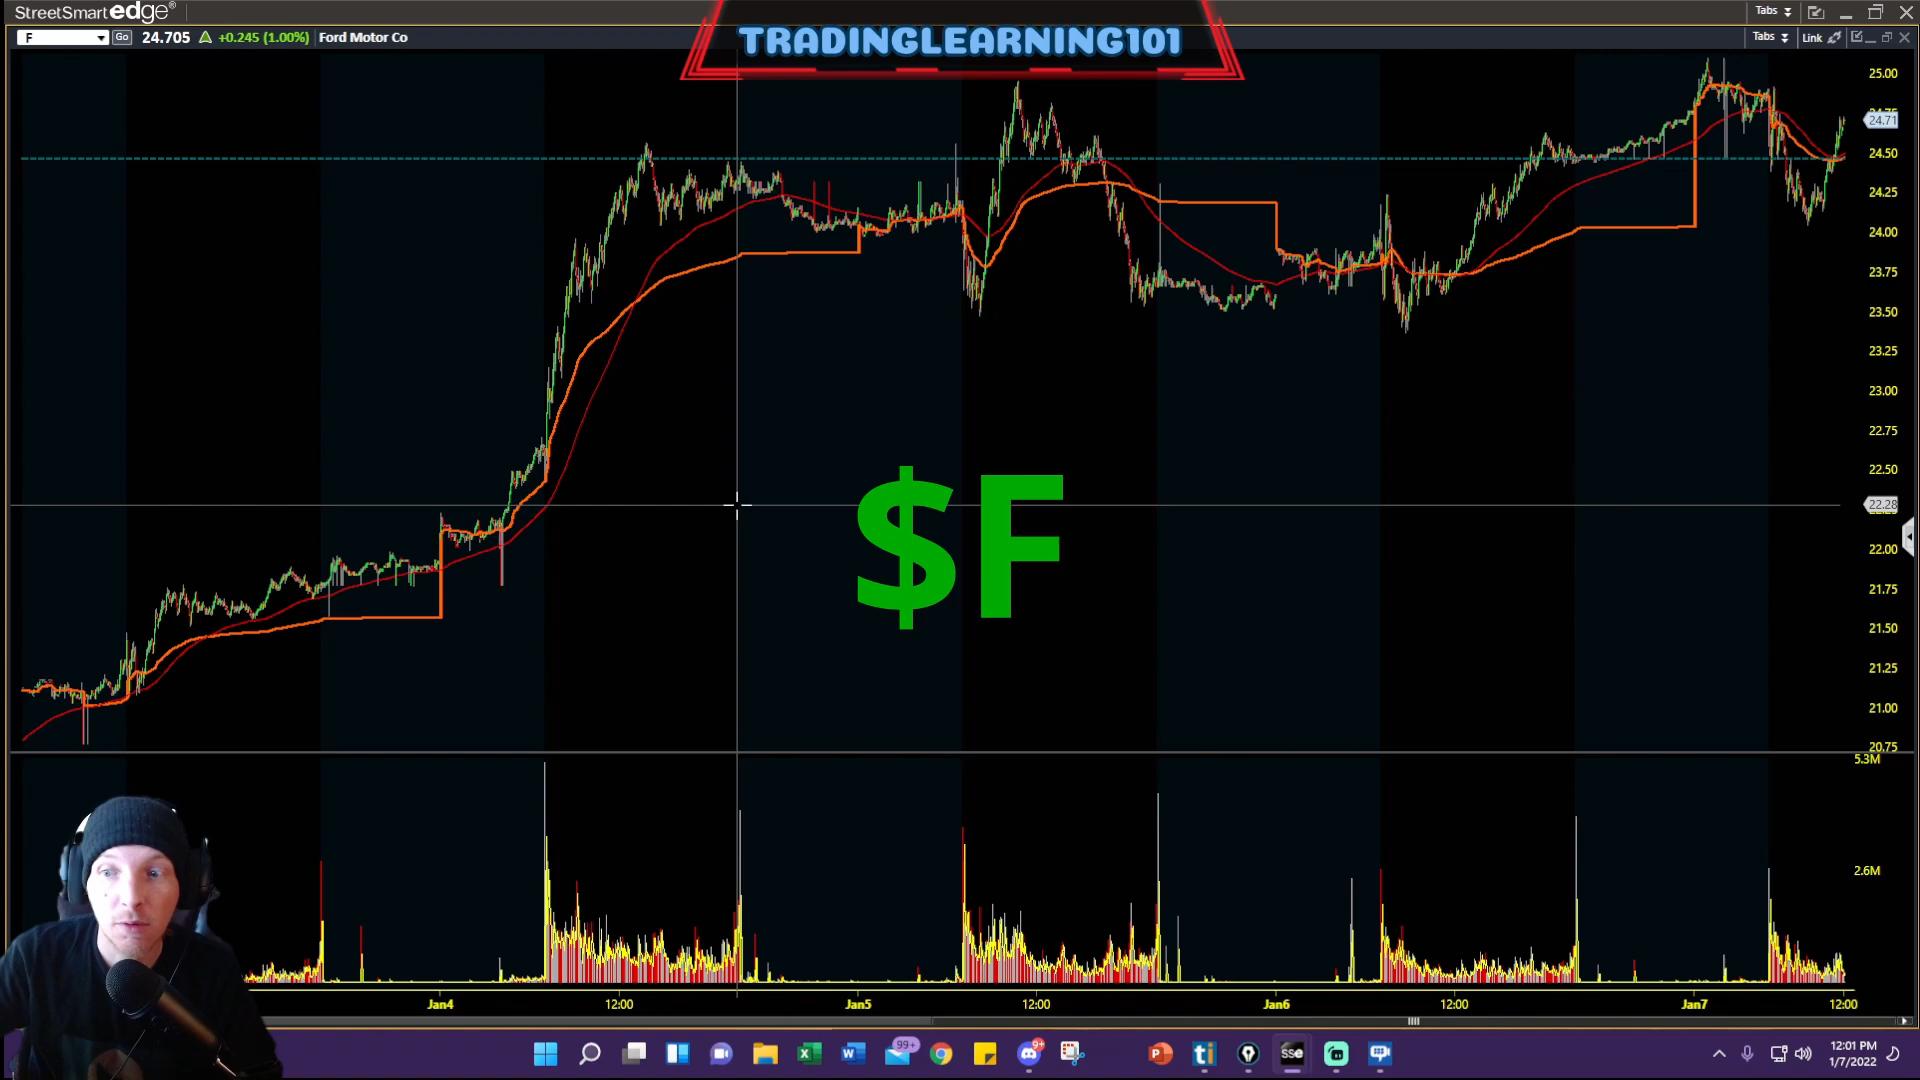 StreetSmart edge®
Tabs
F Go 24.705 +0.245 (1.00%) Ford Motor Co
Tabs Link
TRADINGLEARNING101
25.00
24.71
24.50
24.25
24.00
23.75
23.50
23.25
23.00
22.75
22.50
22.28
22.00
21.75
21.50
21.25
21.00
20.75
$F
5.3M
2.6M
Jan4 12:00 Jan5 12:00 Jan6 12:00 Jan7 12:00
99+
9+
sse
ti
12:01 PM
1/7/2022